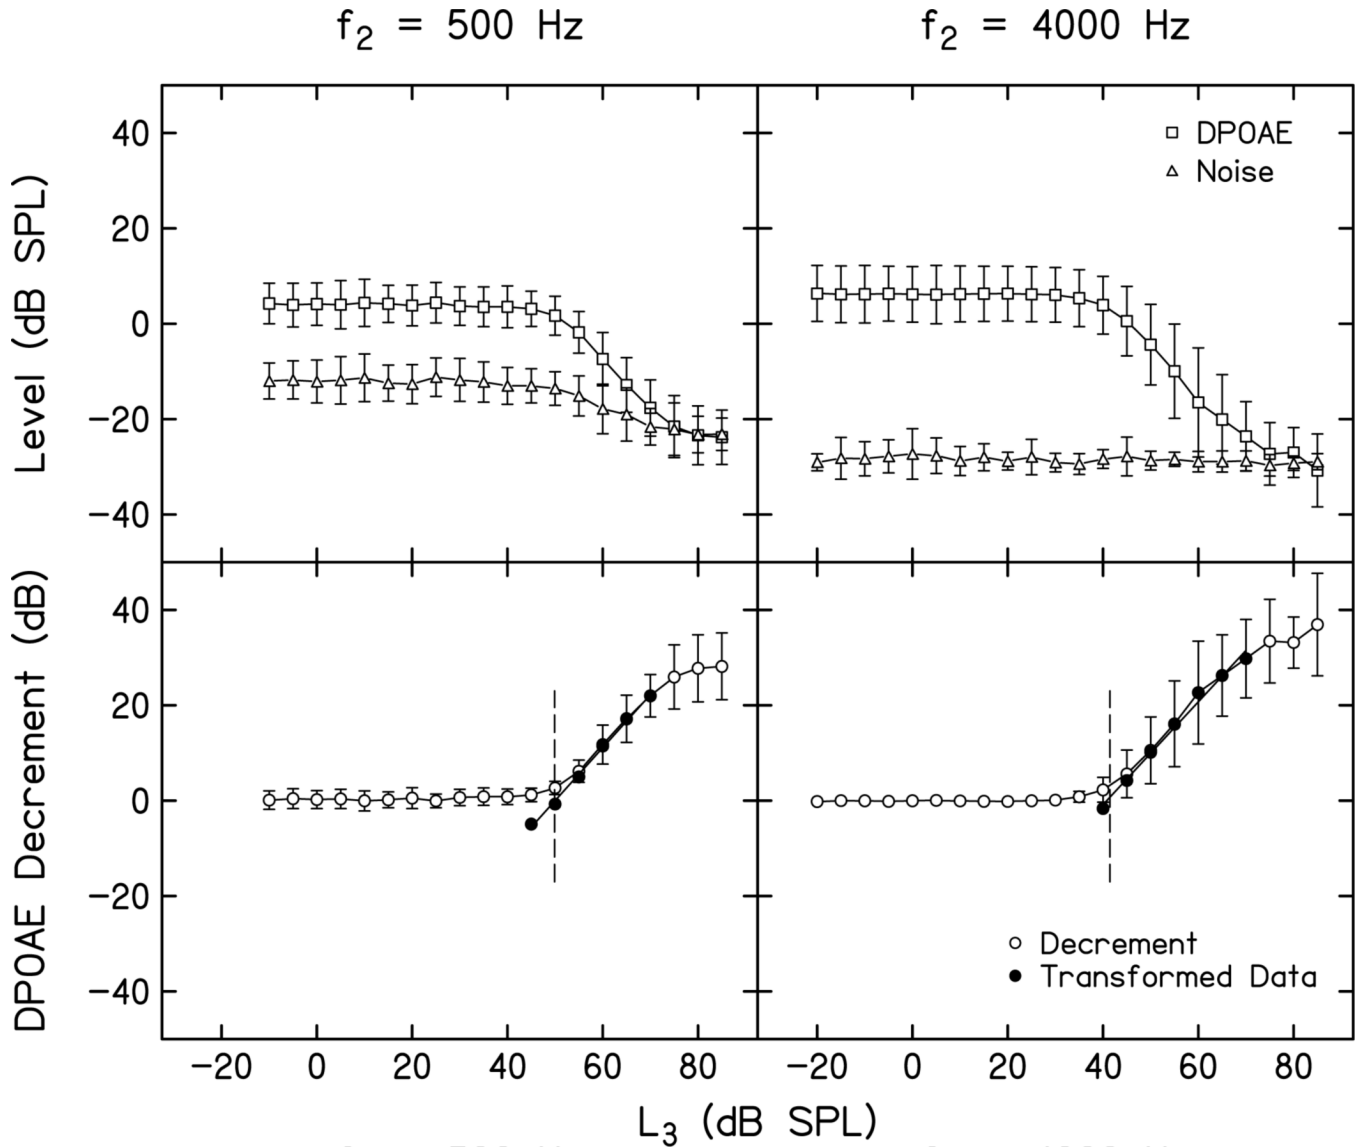 f2 = 500 Hz
f2 = 4000 Hz
Level (dB SPL)
40
20
0
−20
−40
DPOAE
Noise
DPOAE Decrement (dB)
40
20
0
−20
−40
Decrement
Transformed Data
−20 0 20 40 60 80
−20 0 20 40 60 80
L3 (dB SPL)